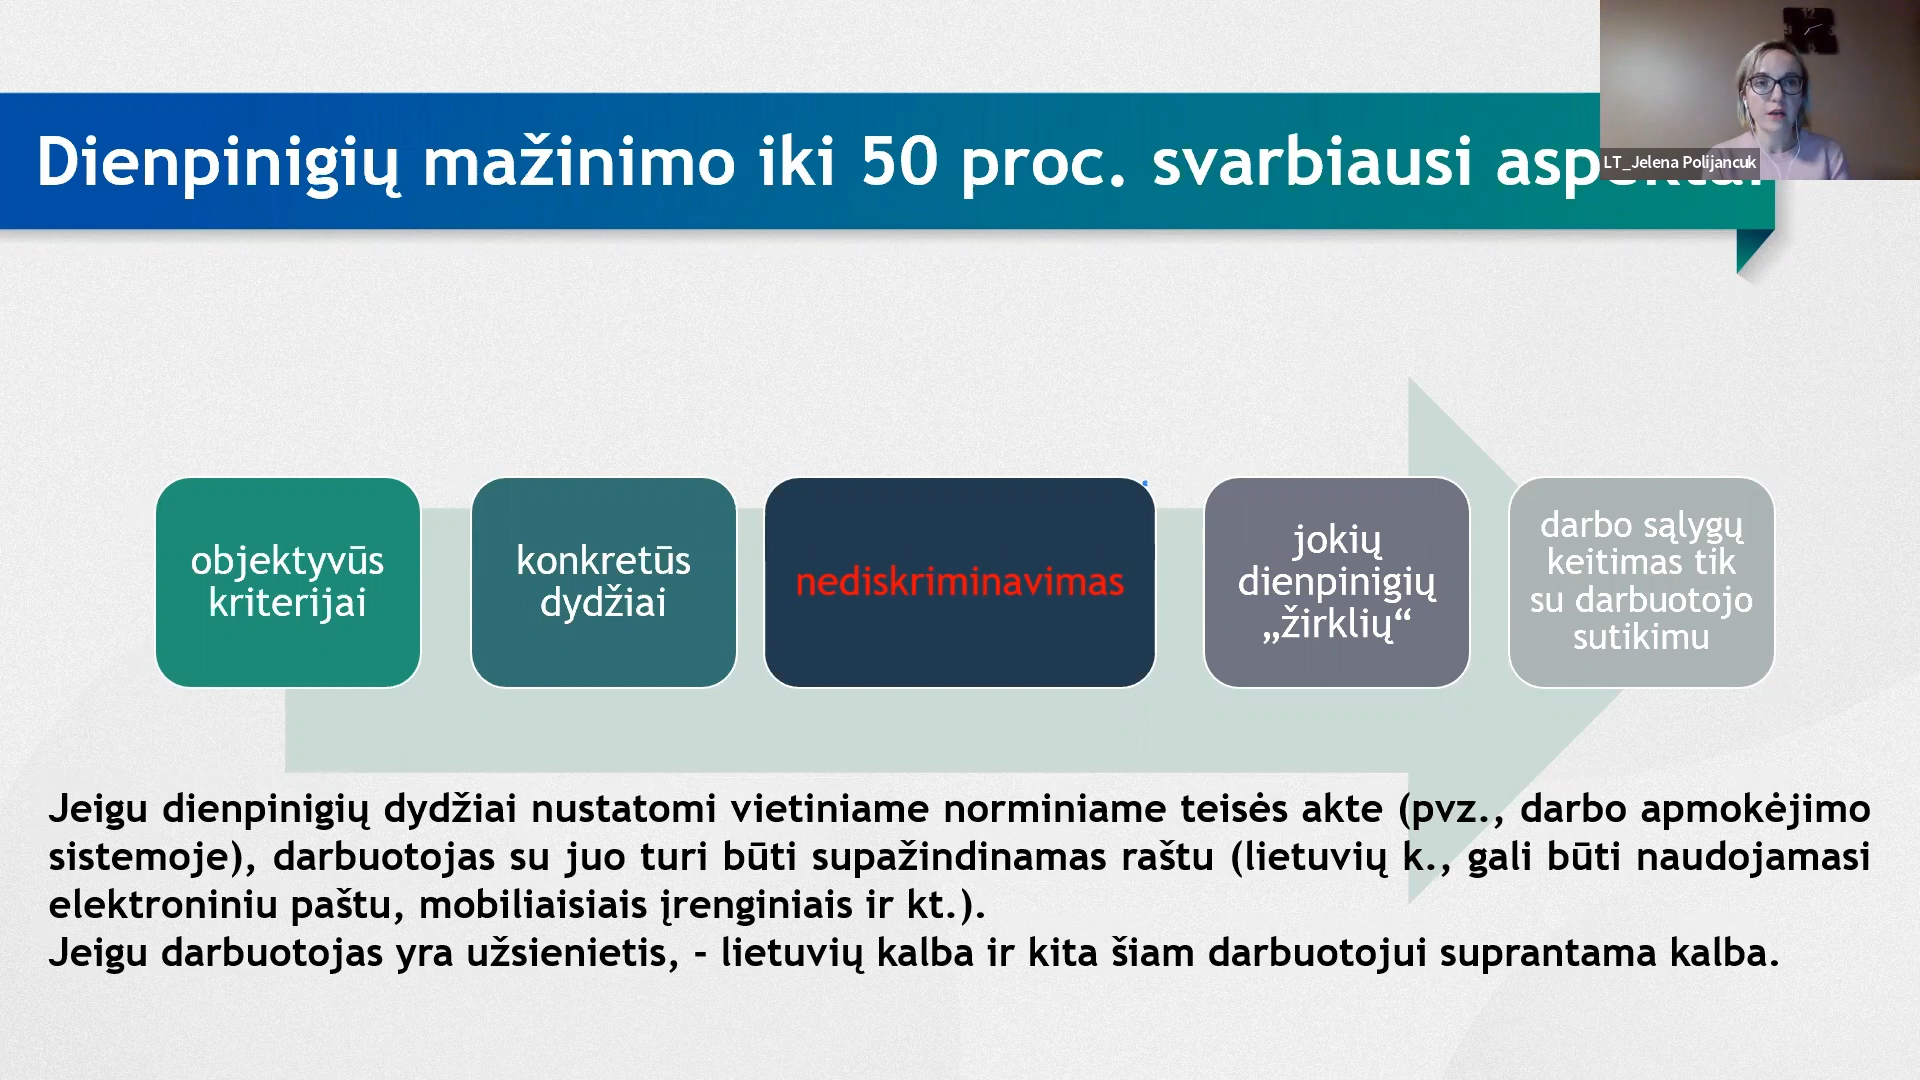 Dienpinigių mažinimo iki 50 proc. svarbiausi
LT_Jelena Polijancuk
objektyvūs
kriterijai
konkretūs
dydžiai
nediskriminavimas
jokių
dienpinigių
„žirklių“
darbo sąlygų
keitimas tik
su darbuotojo
sutikimu
Jeigu dienpinigių dydžiai nustatomi vietiniame norminiame teisės akte (pvz., darbo apmokėjimo
sistemoje), darbuotojas su juo turi būti supažindinamas raštu (lietuvių k., gali būti naudojamasi
elektroniniu paštu, mobiliaisiais įrenginiais ir kt.).
Jeigu darbuotojas yra užsienietis, - lietuvių kalba ir kita šiam darbuotojui suprantama kalba.